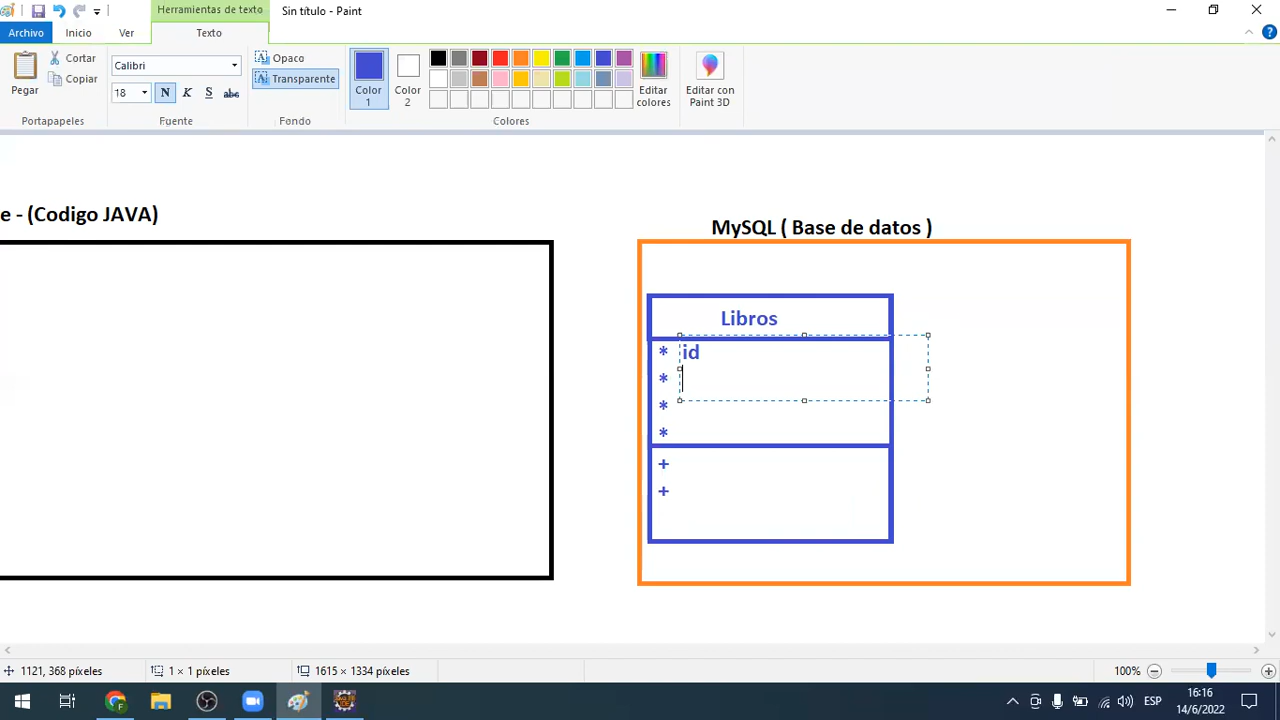 Herramientas de texto
Sin título - Paint
Archivo
Inicio
Ver
Texto
Pegar
Cortar
Copiar
Portapapeles
Calibri
18
N
K
S
abc
Fuente
Opaco
Transparente
Fondo
Color
1
Color
2
Editar
colores
Colores
Editar con
Paint 3D
e - (Codigo JAVA)
MySQL ( Base de datos )
Libros
* id
*
*
*
+
+
1121, 368 píxeles
1 × 1 píxeles
1615 × 1334 píxeles
100%
ESP
16:16
14/6/2022